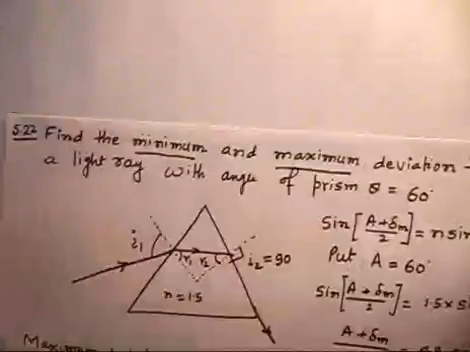 5.22 Find the minimum and maximum deviation
a light ray with angle of prism θ = 60°
Sin[A+δm/2] = n sin
i1
r1 r2
i2=90
Put A = 60°
n=1.5
Sin[A+δm/2] = 1.5 x S
A+δm